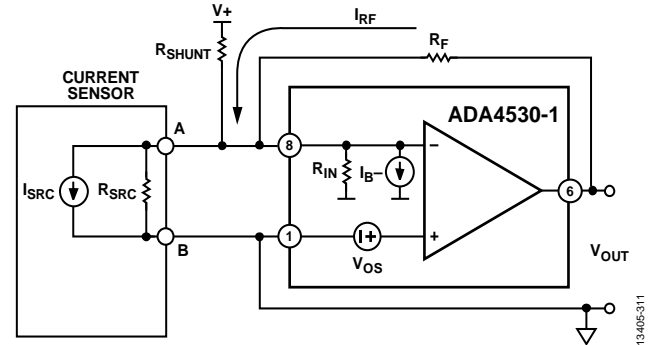 V+
I_RF
R_SHUNT
R_F
CURRENT
SENSOR
ADA4530-1
A
8
−
I_SRC
R_SRC
R_IN
I_B−
6
B
1
+
+
V_OS
V_OUT
13405-311